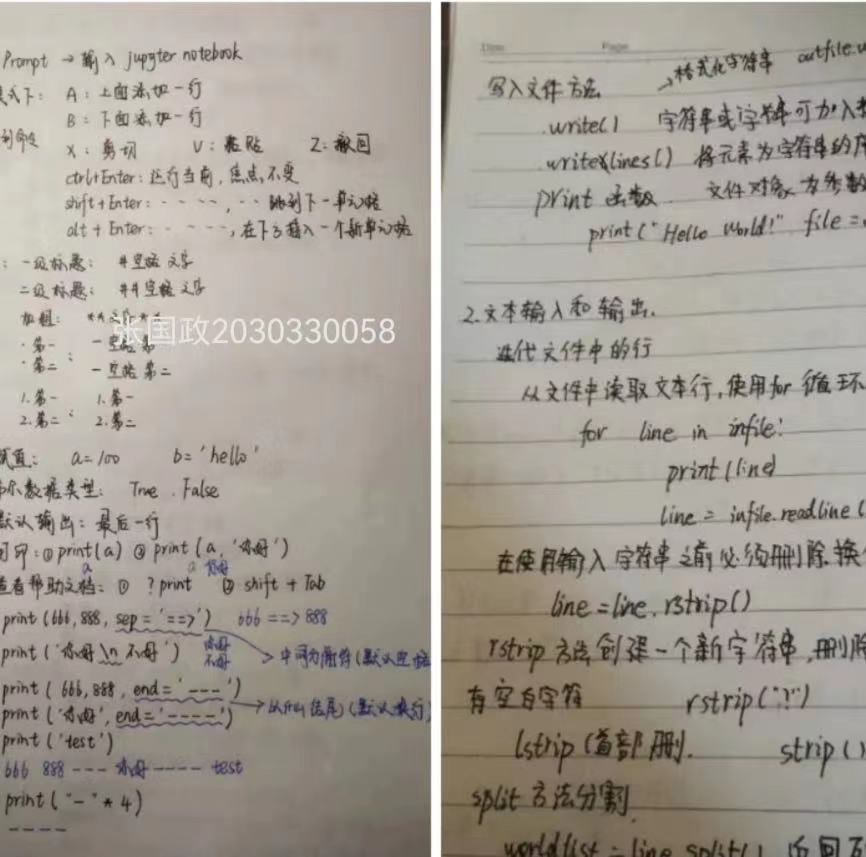 Prompt → 输入 jupyter notebook
式下: A: 上面添加一行
B: 下面添加一行
X: 剪切 V: 粘贴 Z: 撤回
ctrl+Enter: 运行当前, 焦点不变
shift+Enter: - - - -, -- 跳到下一单元格
alt + Enter: - - - -, 在下方插入一个新单元格
: 一级标题: #空格 文字
二级标题: ##空格 文字
加粗: **文字**
张国政2030330058
·第一 : -空格 第一
·第二 -空格 第二
1.第一 : 1.第一
2.第二 2.第二
赋值: a=100 b='hello'
布尔数据类型: True . False
默认输出: 最后一行
打印: ①print(a) ②print(a,'你好')
a a 你好
查看帮助文档: ① ?print ② shift + Tab
print (666, 888, sep = '==>') 666 ==> 888
print ('你好 \n 不好') 你好
不好
→ 中间为附件(默认空格
print ( 666,888, end= '---')
print ('你好', end='----') → 以什么结尾)(默认换行)
print ('test')
666 888 --- 你好 ---- test
print ( "-" * 4)
----
Date Page
写入文件方法 →格式化字符串 outfile.w
.write() 字符串或字符串可加入
.writex lines() 将元素为字符串的
print 函数. 文件对象为参数
print("Hello World!" file =
2.文本输入和输出.
迭代文件中的行
从文件中读取文本行,使用for 循环
for line in infile:
print(line)
line = infile.readline(
在使用输入字符串之前必须删除换
line=line.rstrip()
rstrip 方法创建一个新字符串,删除
有空白字符 rstrip("?")
lstrip (首部删. strip()
split 方法分割.
worldlist = line.split() 返回